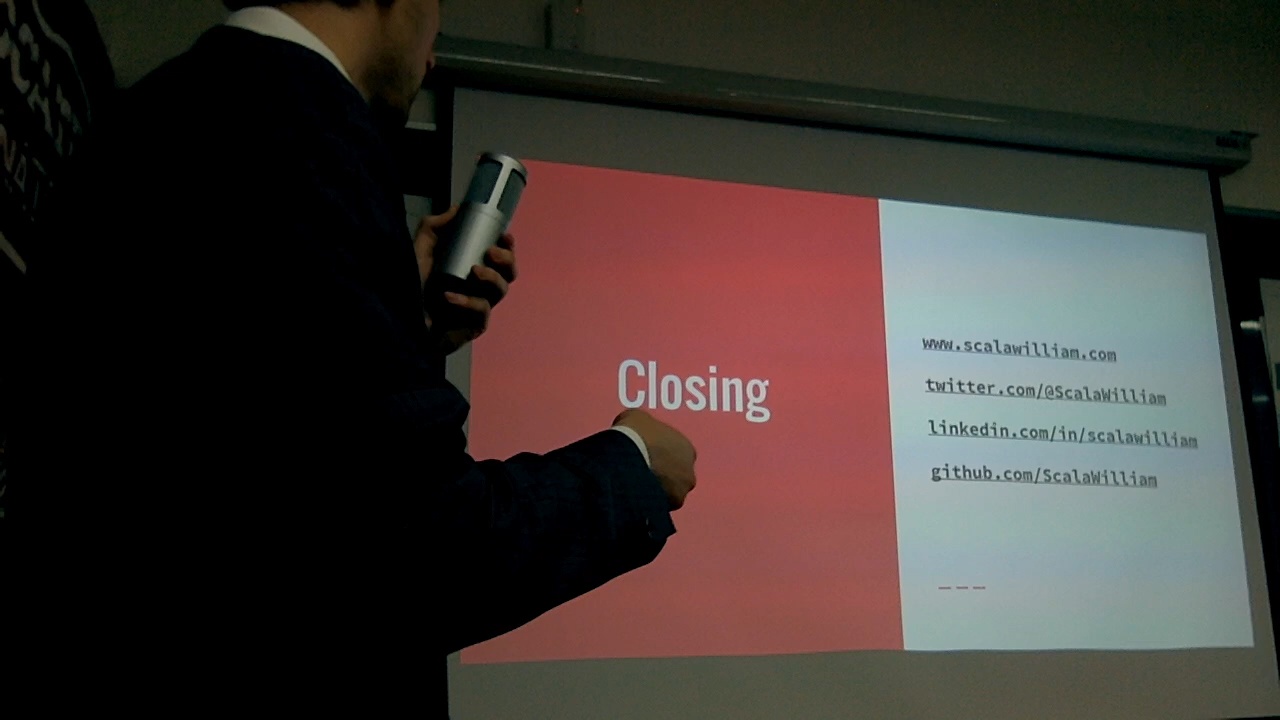 Closing
www.scalawilliam.com
twitter.com/@ScalaWilliam
linkedin.com/in/scalawilliam
github.com/ScalaWilliam